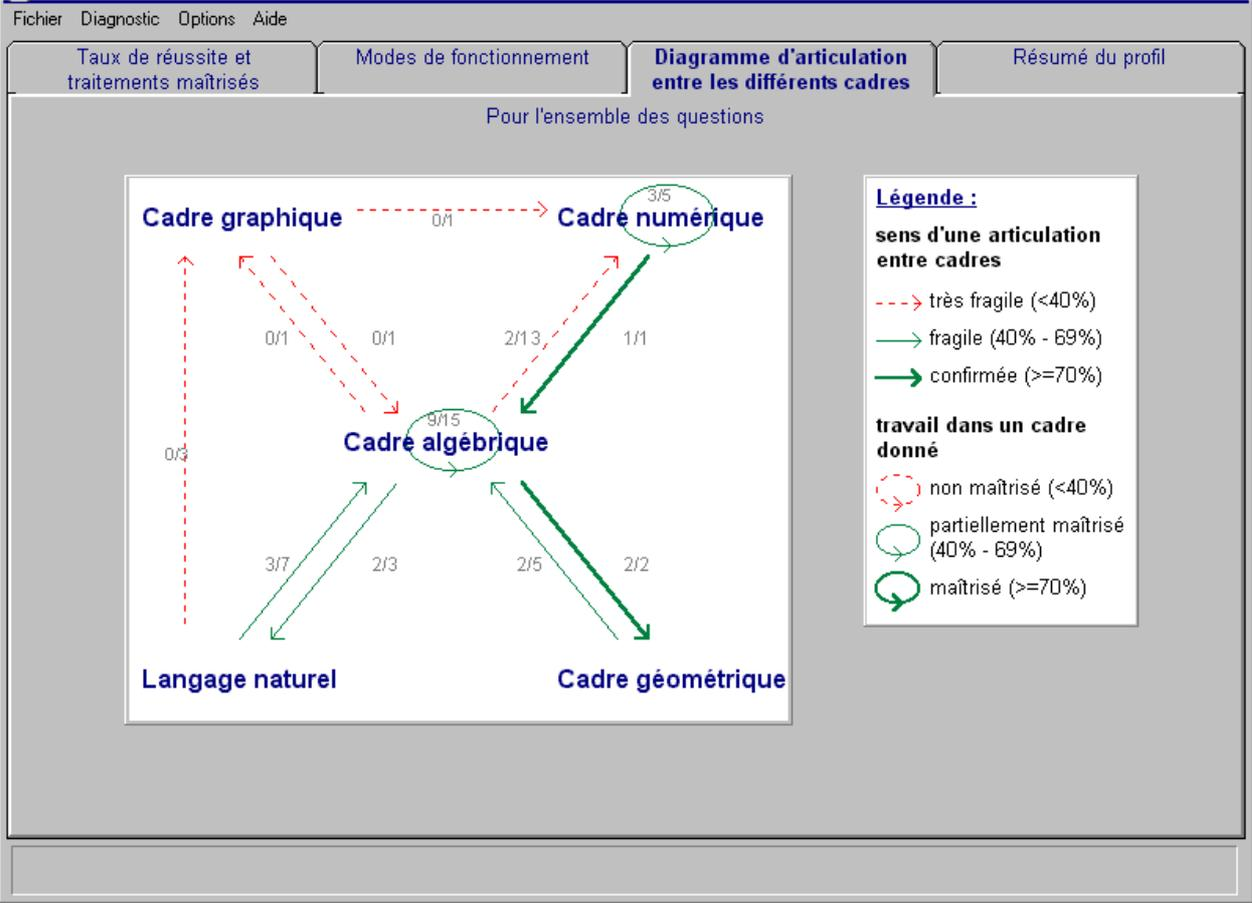 Fichier Diagnostic Options Aide
Taux de réussite et
traitements maîtrisés
Modes de fonctionnement
Diagramme d'articulation
entre les différents cadres
Résumé du profil
Pour l'ensemble des questions
3/5
Cadre graphique
0/1
Cadre numérique
0/1
0/1
2/13
1/1
9/15
Cadre algébrique
0/3
3/7
2/3
2/5
2/2
Langage naturel
Cadre géométrique
Légende :
sens d'une articulation
entre cadres
très fragile (<40%)
fragile (40% - 69%)
confirmée (>=70%)
travail dans un cadre
donné
non maîtrisé (<40%)
partiellement maîtrisé
(40% - 69%)
maîtrisé (>=70%)